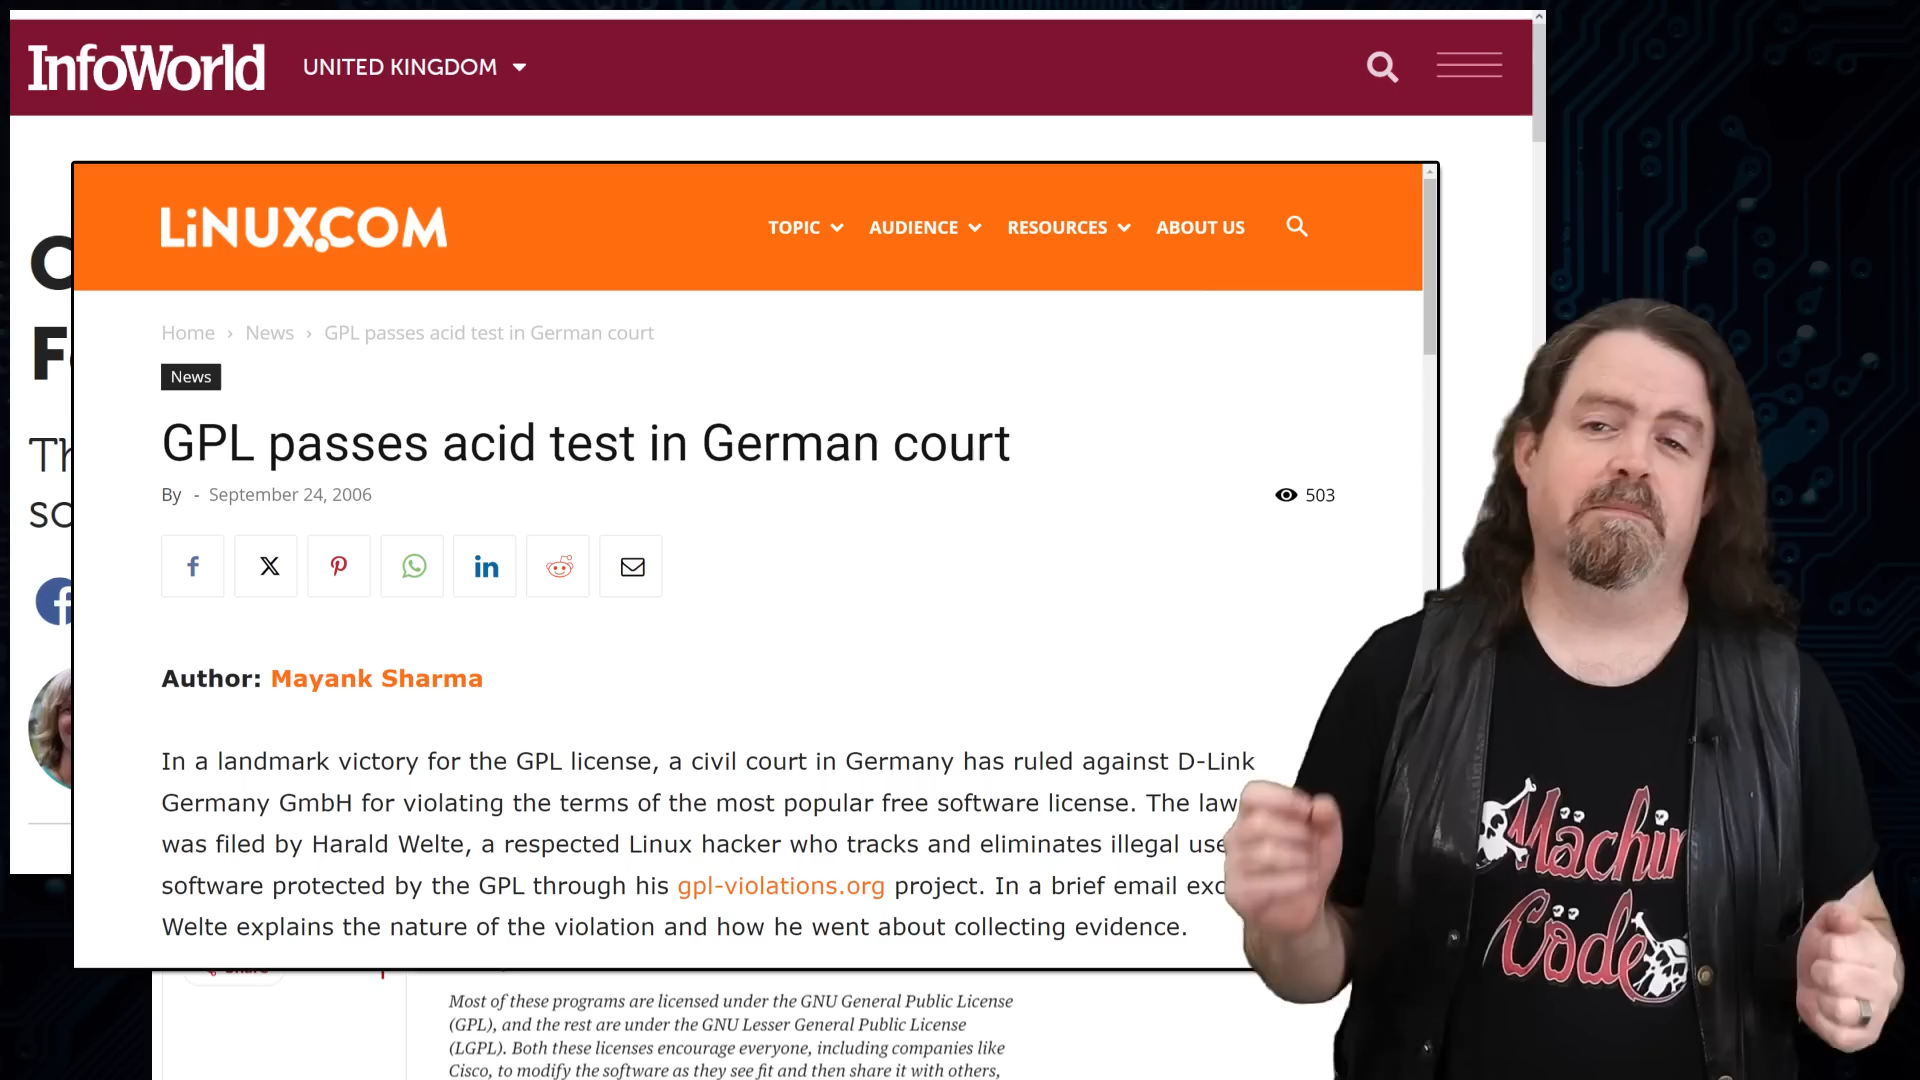 InfoWorld
UNITED KINGDOM
LiNUX.COM
TOPIC
AUDIENCE
RESOURCES
ABOUT US
Home › News › GPL passes acid test in German court
News
GPL passes acid test in German court
By - September 24, 2006
503
Author: Mayank Sharma
In a landmark victory for the GPL license, a civil court in Germany has ruled against D-Link
Germany GmbH for violating the terms of the most popular free software license. The
was filed by Harald Welte, a respected Linux hacker who tracks and eliminates illegal
software protected by the GPL through his gpl-violations.org project. In a brief email
Welte explains the nature of the violation and how he went about collecting evidence.
Most of these programs are licensed under the GNU General Public License
(GPL), and the rest are under the GNU Lesser General Public License
(LGPL). Both these licenses encourage everyone, including companies like
Cisco, to modify the software as they see fit and then share it with others,
Mächin
Cöde